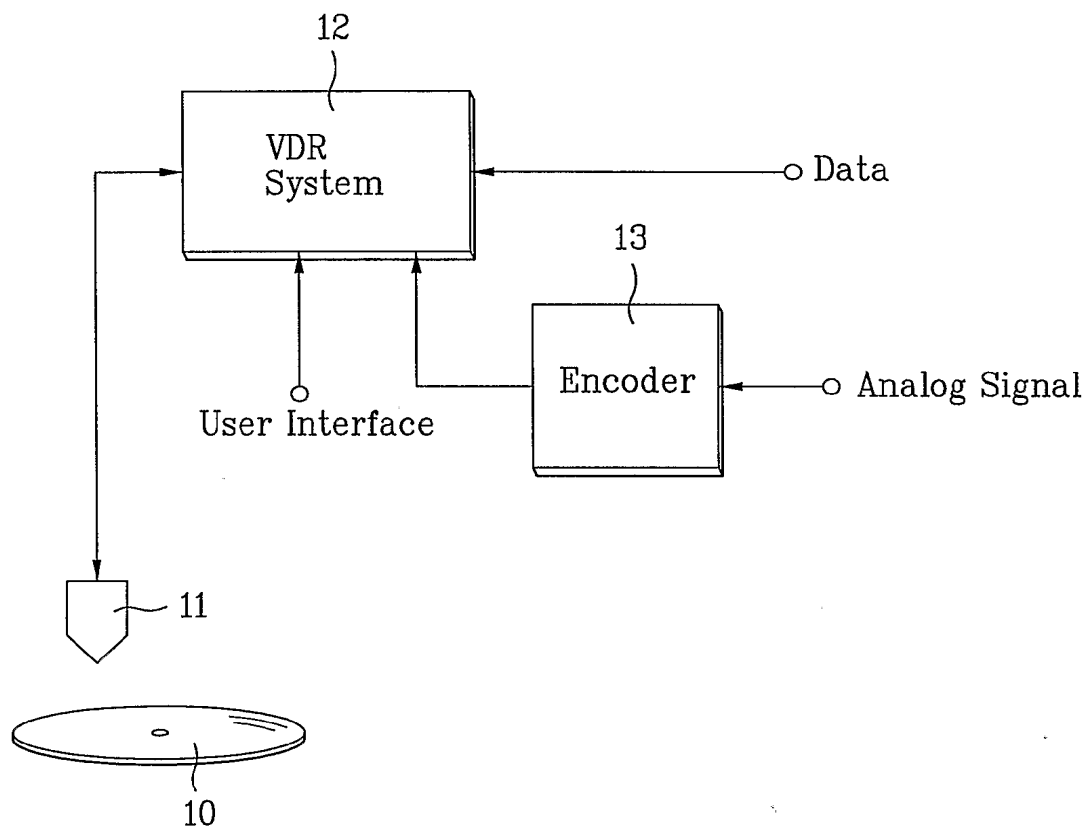 12
VDR
System
Data
13
Encoder
Analog Signal
User Interface
11
10